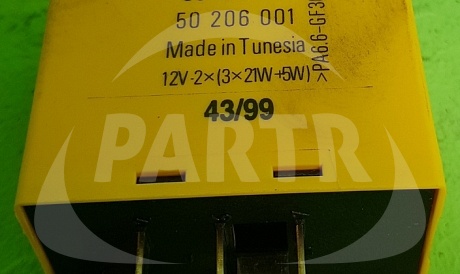 50 206 001
Made in Tunesia
12V-2×(3×21W+5W)
>PA6.6-GF3
43/99
PARTR